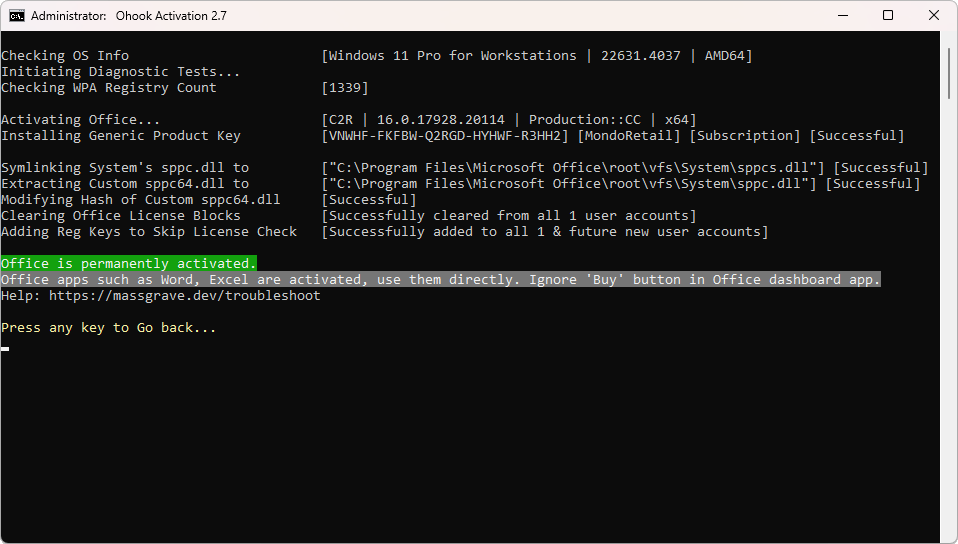 Administrator: Ohook Activation 2.7
Checking OS Info [Windows 11 Pro for Workstations | 22631.4037 | AMD64]
Initiating Diagnostic Tests...
Checking WPA Registry Count [1339]
Activating Office... [C2R | 16.0.17928.20114 | Production::CC | x64]
Installing Generic Product Key [VNWHF-FKFBW-Q2RGD-HYHWF-R3HH2] [MondoRetail] [Subscription] [Successful]
Symlinking System's sppc.dll to ["C:\Program Files\Microsoft Office\root\vfs\System\sppcs.dll"] [Successful]
Extracting Custom sppc64.dll to ["C:\Program Files\Microsoft Office\root\vfs\System\sppc.dll"] [Successful]
Modifying Hash of Custom sppc64.dll [Successful]
Clearing Office License Blocks [Successfully cleared from all 1 user accounts]
Adding Reg Keys to Skip License Check [Successfully added to all 1 & future new user accounts]
Office is permanently activated.
Office apps such as Word, Excel are activated, use them directly. Ignore 'Buy' button in Office dashboard app.
Help: https://massgrave.dev/troubleshoot
Press any key to Go back...